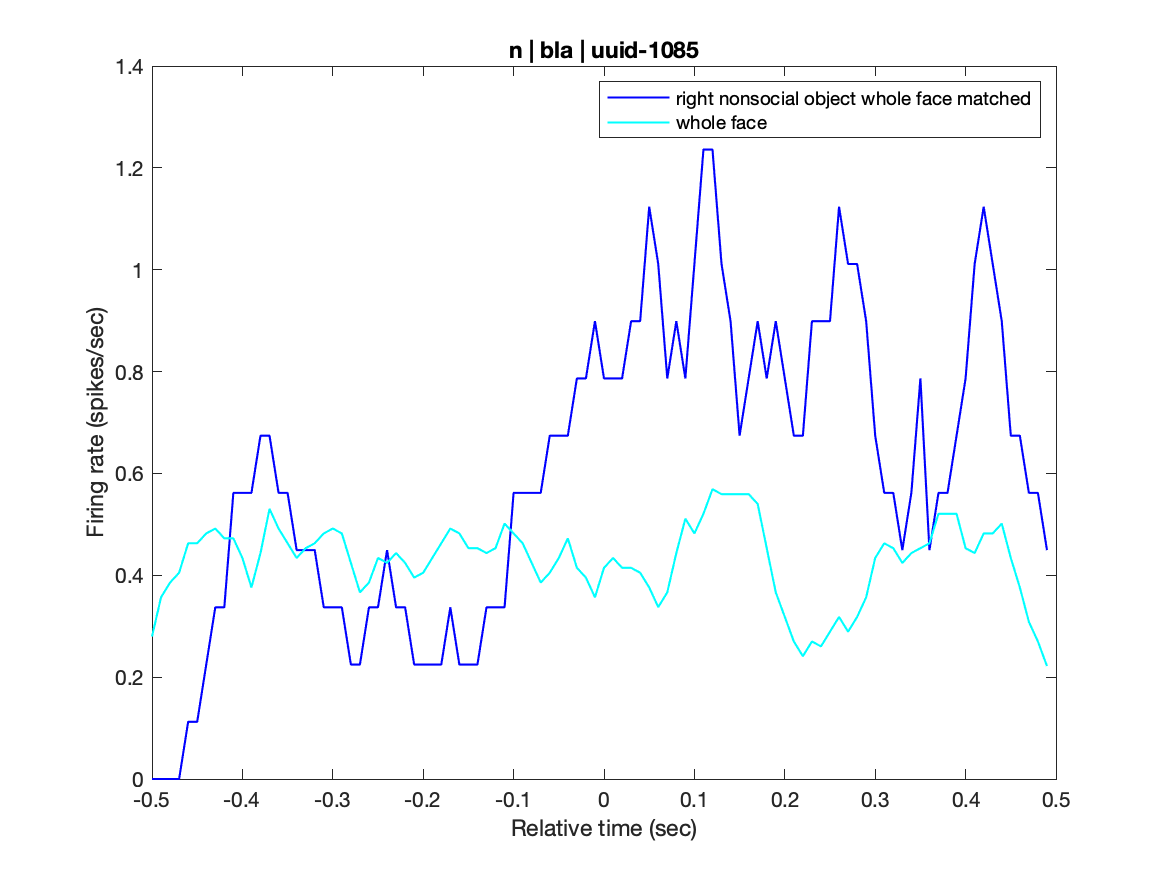 n | bla | uuid-1085
right nonsocial object whole face matched
whole face
Firing rate (spikes/sec)
1.4
1.2
1
0.8
0.6
0.4
0.2
0
-0.5 -0.4 -0.3 -0.2 -0.1 0 0.1 0.2 0.3 0.4 0.5
Relative time (sec)